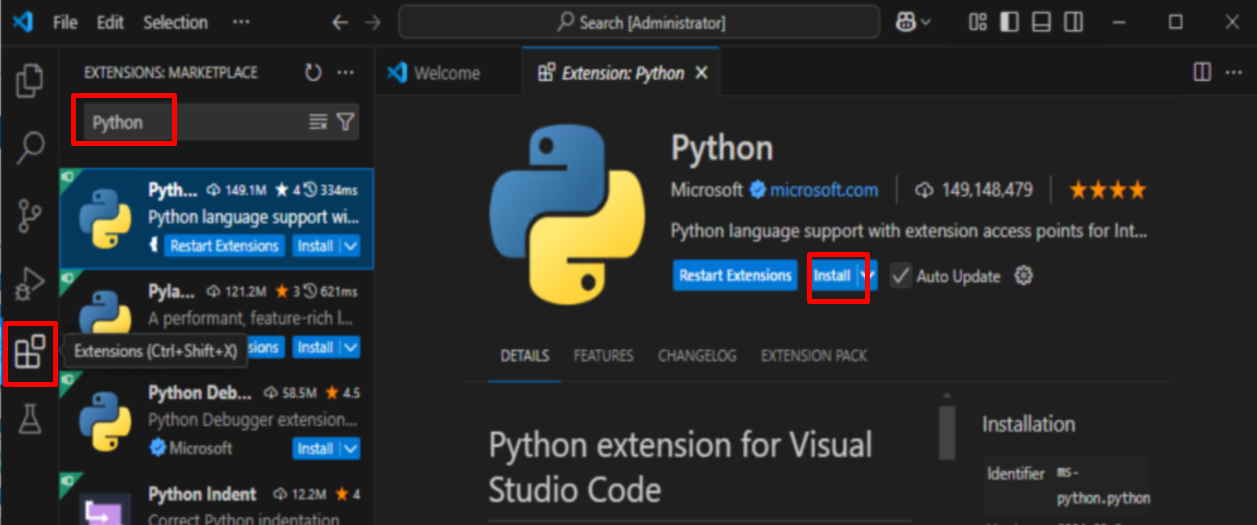 File Edit Selection ··· Search [Administrator]
EXTENSIONS: MARKETPLACE ···
Python
Pyth... 149.1M 4 334ms
Python language support wi...
Restart Extensions Install
Pyla... 121.2M 3 621ms
A performant, feature-rich l...
sions Install
Extensions (Ctrl+Shift+X)
Python Deb... 58.5M 4.5
Python Debugger extension...
Microsoft Install
Python Indent 12.2M 4
Correct Python indentation
Welcome Extension: Python ···
Python
Microsoft microsoft.com 149,148,479
Python language support with extension access points for Int...
Restart Extensions Install Auto Update
DETAILS FEATURES CHANGELOG EXTENSION PACK
Python extension for Visual
Studio Code
Installation
Identifier ms-
python.python